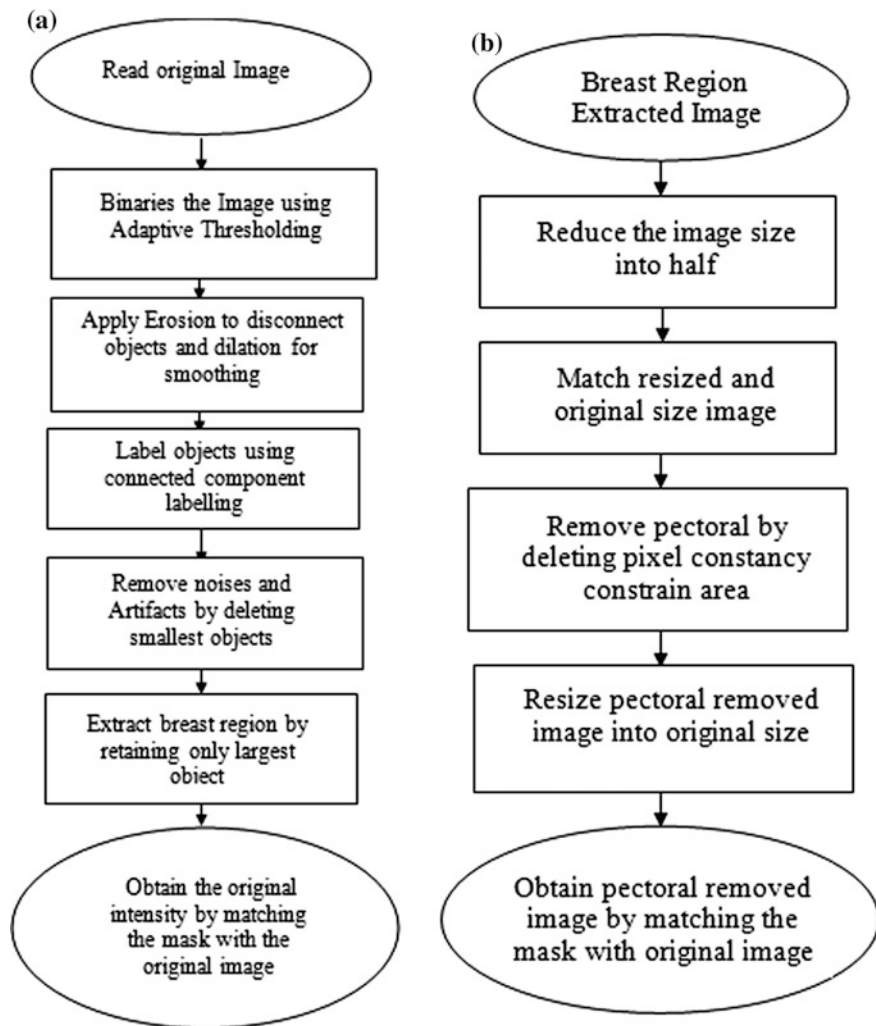 (a)
Read original Image
Binaries the Image using
Adaptive Thresholding
Apply Erosion to disconnect
objects and dilation for
smoothing
Label objects using
connected component
labelling
Remove noises and
Artifacts by deleting
smallest objects
Extract breast region by
retaining only largest
object
Obtain the original
intensity by matching
the mask with the
original image
(b)
Breast Region
Extracted Image
Reduce the image size
into half
Match resized and
original size image
Remove pectoral by
deleting pixel constancy
constrain area
Resize pectoral removed
image into original size
Obtain pectoral removed
image by matching the
mask with original image